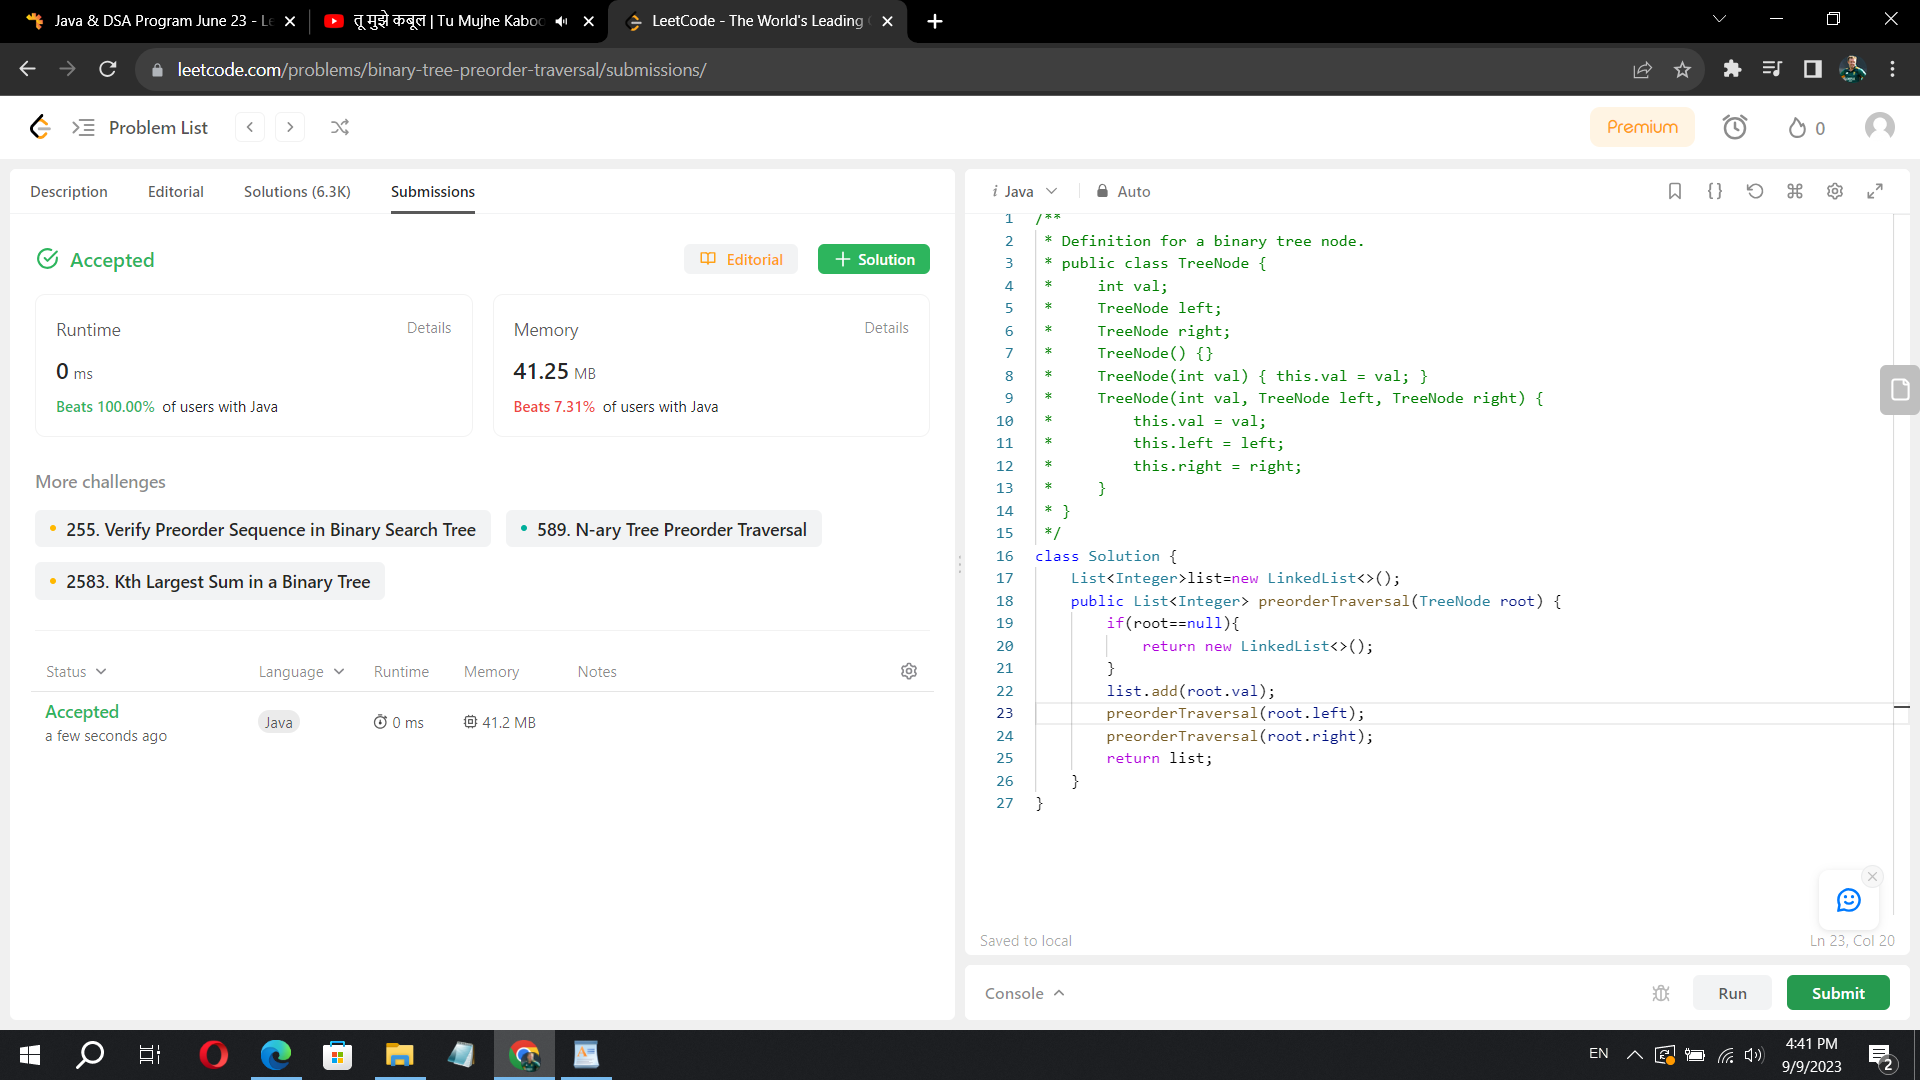 Java & DSA Program June 23 - Le
तू मुझे कबूल | Tu Mujhe Kaboo
LeetCode - The World's Leading
leetcode.com/problems/binary-tree-preorder-traversal/submissions/
Problem List
Premium
0
Description Editorial Solutions (6.3K) Submissions
Accepted
Editorial
+ Solution
Runtime Details
0 ms
Beats 100.00% of users with Java
Memory Details
41.25 MB
Beats 7.31% of users with Java
More challenges
255. Verify Preorder Sequence in Binary Search Tree
589. N-ary Tree Preorder Traversal
2583. Kth Largest Sum in a Binary Tree
Status Language Runtime Memory Notes
Accepted
a few seconds ago
Java
0 ms
41.2 MB
i Java Auto
1 /**
2 * Definition for a binary tree node.
3 * public class TreeNode {
4 *     int val;
5 *     TreeNode left;
6 *     TreeNode right;
7 *     TreeNode() {}
8 *     TreeNode(int val) { this.val = val; }
9 *     TreeNode(int val, TreeNode left, TreeNode right) {
10 *         this.val = val;
11 *         this.left = left;
12 *         this.right = right;
13 *     }
14 * }
15 */
16 class Solution {
17     List<Integer>list=new LinkedList<>();
18     public List<Integer> preorderTraversal(TreeNode root) {
19         if(root==null){
20             return new LinkedList<>();
21         }
22         list.add(root.val);
23         preorderTraversal(root.left);
24         preorderTraversal(root.right);
25         return list;
26     }
27 }
Saved to local
Ln 23, Col 20
Console
Run
Submit
EN
4:41 PM
9/9/2023
2